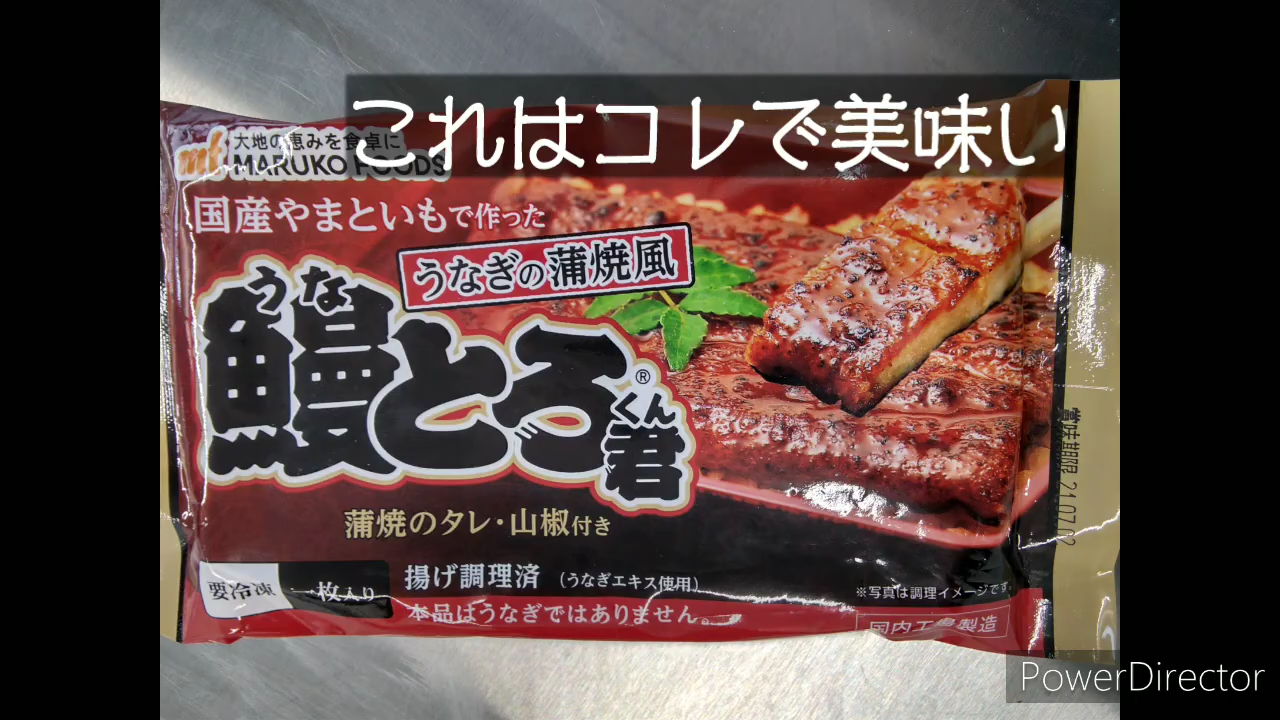 これはコレで美味い
mf
大地の恵みを食卓に
MARUKO FOODS
国産やまといもで作った
うなぎの蒲焼風
うな
鰻とろ®
くん
君
蒲焼のタレ・山椒付き
要冷凍 一枚入り
揚げ調理済 (うなぎエキス使用)
本品はうなぎではありません。
※写真は調理イメージです
国内工場製造
賞味期限 21.07.02
PowerDirector